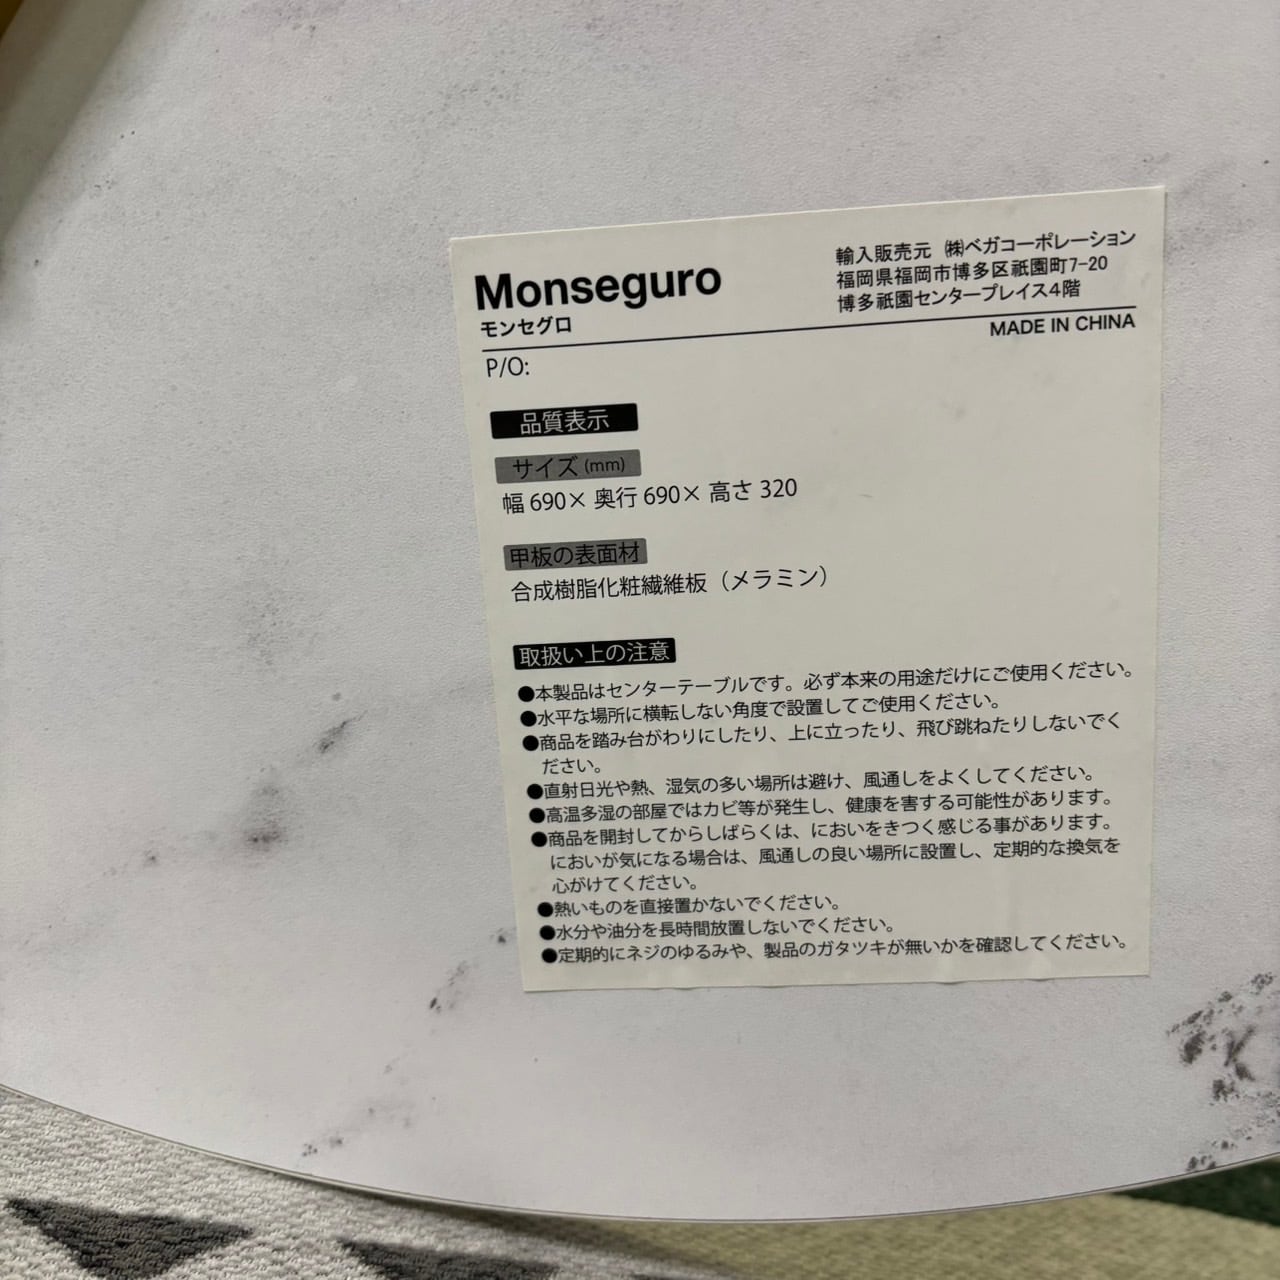 Monseguro
モンセグロ
輸入販売元 ㈱ベガコーポレーション
福岡県福岡市博多区祇園町7-20
博多祇園センタープレイス4階
MADE IN CHINA
P/O:
品質表示
サイズ(mm)
幅 690× 奥行 690× 高さ 320
甲板の表面材
合成樹脂化粧繊維板（メラミン）
取扱い上の注意
●本製品はセンターテーブルです。必ず本来の用途だけにご使用ください。
●水平な場所に横転しない角度で設置してご使用ください。
●商品を踏み台がわりにしたり、上に立ったり、飛び跳ねたりしないでく
ださい。
●直射日光や熱、湿気の多い場所は避け、風通しをよくしてください。
●高温多湿の部屋ではカビ等が発生し、健康を害する可能性があります。
●商品を開封してからしばらくは、においをきつく感じる事があります。
においが気になる場合は、風通しの良い場所に設置し、定期的な換気を
心がけてください。
●熱いものを直接置かないでください。
●水分や油分を長時間放置しないでください。
●定期的にネジのゆるみや、製品のガタツキが無いかを確認してください。